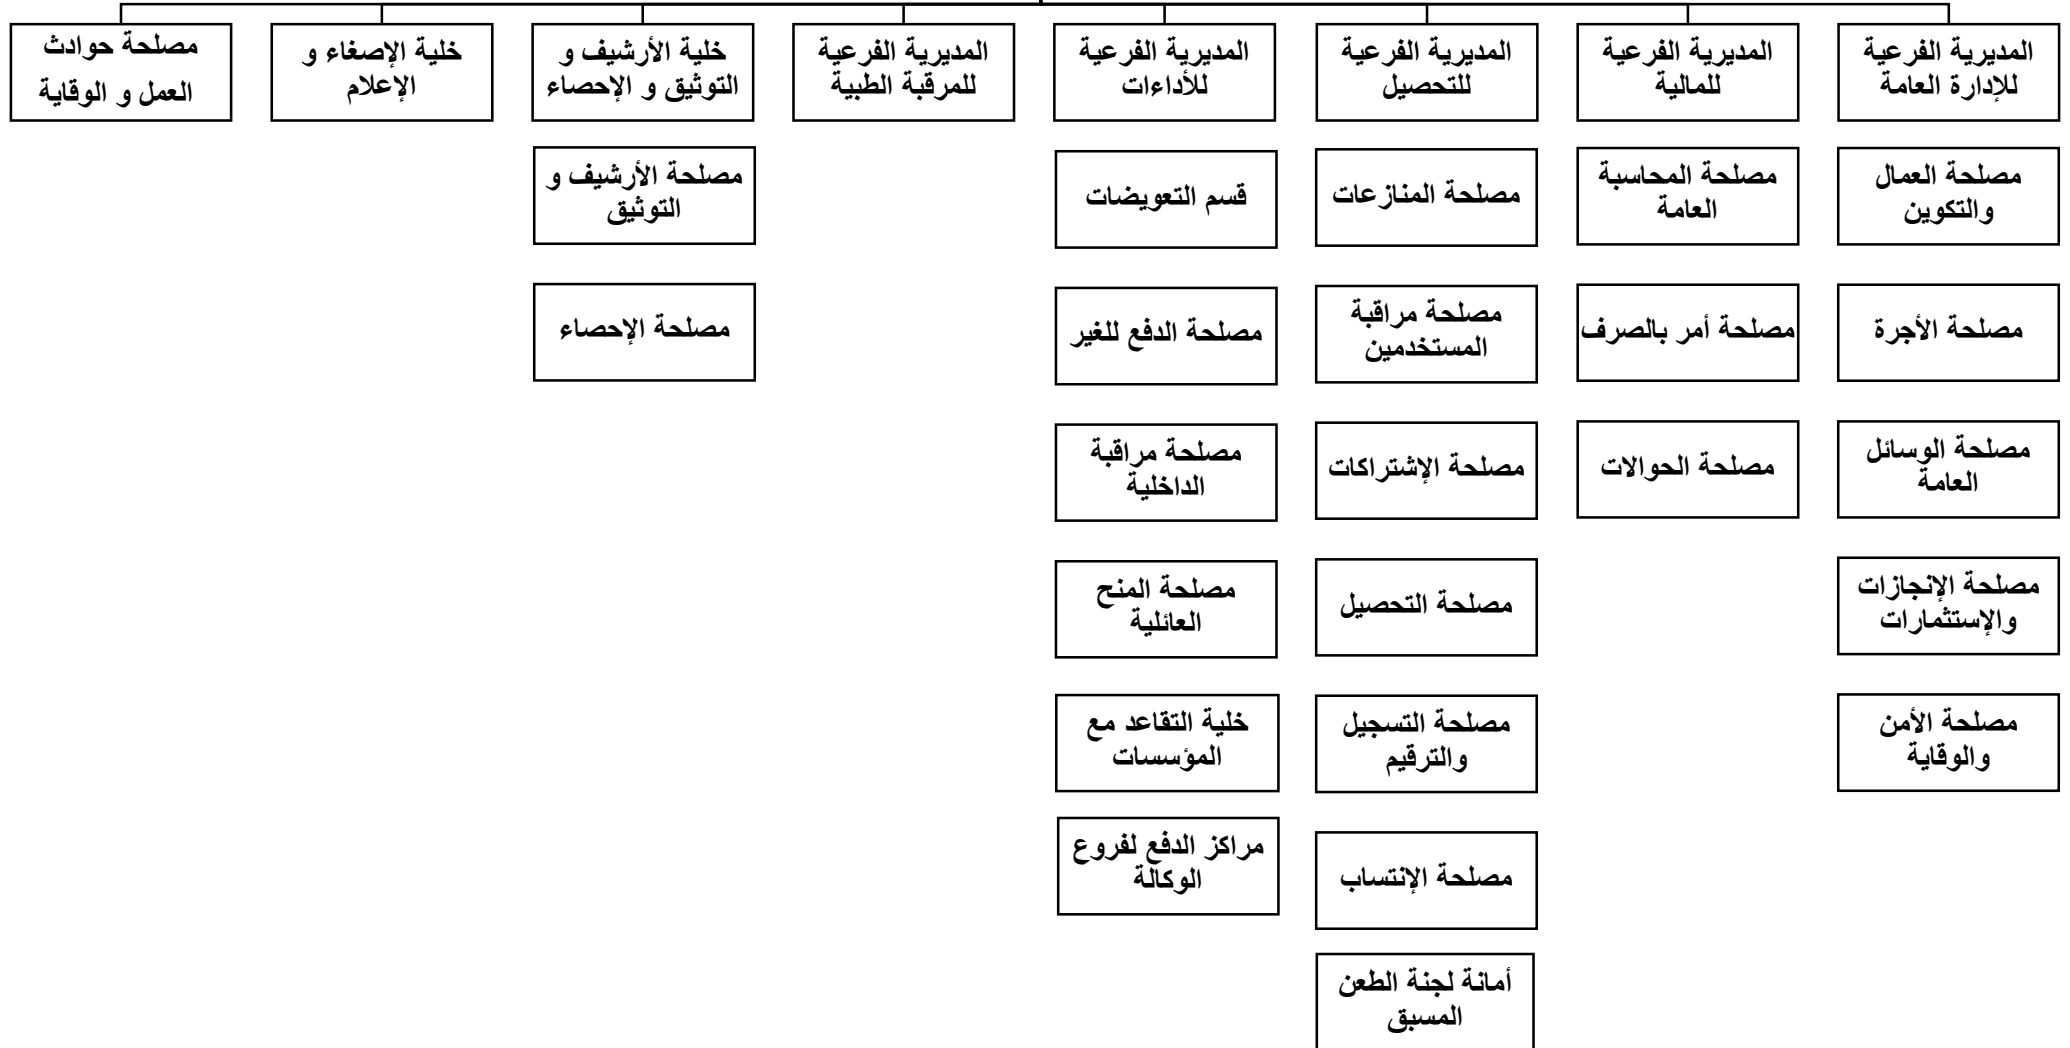 المديرية الفرعية
للإدارة العامة
المديرية الفرعية
للمالية
المديرية الفرعية
للتحصيل
المديرية الفرعية
للأداءات
المديرية الفرعية
للمرقبة الطبية
خلية الأرشيف و
التوثيق و الإحصاء
خلية الإصغاء و
الإعلام
مصلحة حوادث
العمل و الوقاية
مصلحة العمال
والتكوين
مصلحة المحاسبة
العامة
مصلحة المنازعات
قسم التعويضات
مصلحة الأرشيف و
التوثيق
مصلحة الأجرة
مصلحة أمر بالصرف
مصلحة مراقبة
المستخدمين
مصلحة الدفع للغير
مصلحة الإحصاء
مصلحة الوسائل
العامة
مصلحة الحوالات
مصلحة الإشتراكات
مصلحة مراقبة
الداخلية
مصلحة الإنجازات
والإستثمارات
مصلحة التحصيل
مصلحة المنح
العائلية
مصلحة الأمن
والوقاية
مصلحة التسجيل
والترقيم
خلية التقاعد مع
المؤسسات
مصلحة الإنتساب
مراكز الدفع لفروع
الوكالة
أمانة لجنة الطعن
المسبق